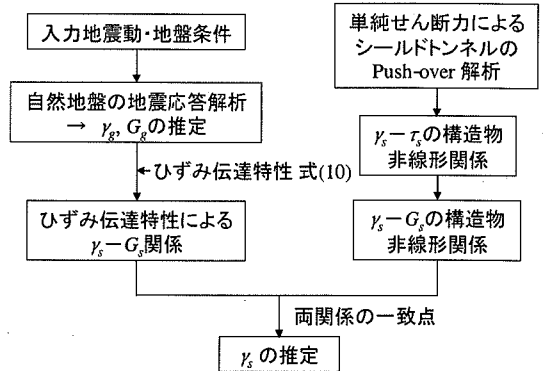 入力地震動・地盤条件
自然地盤の地震応答解析
→ γg, Ggの推定
ひずみ伝達特性 式(10)
ひずみ伝達特性による
γs－Gs関係
単純せん断力による
シールドトンネルの
Push-over 解析
γs－τsの構造物
非線形関係
γs－Gsの構造物
非線形関係
両関係の一致点
γs の推定